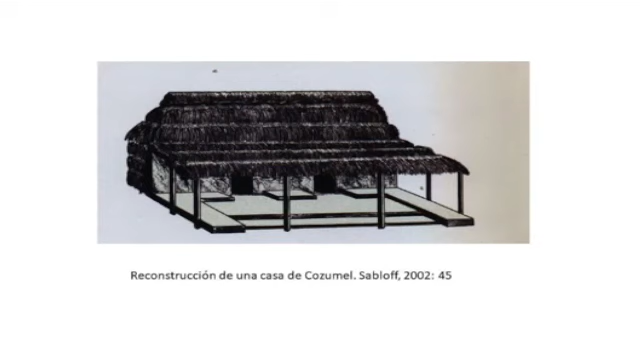 Reconstrucción de una casa de Cozumel. Sabloff, 2002: 45